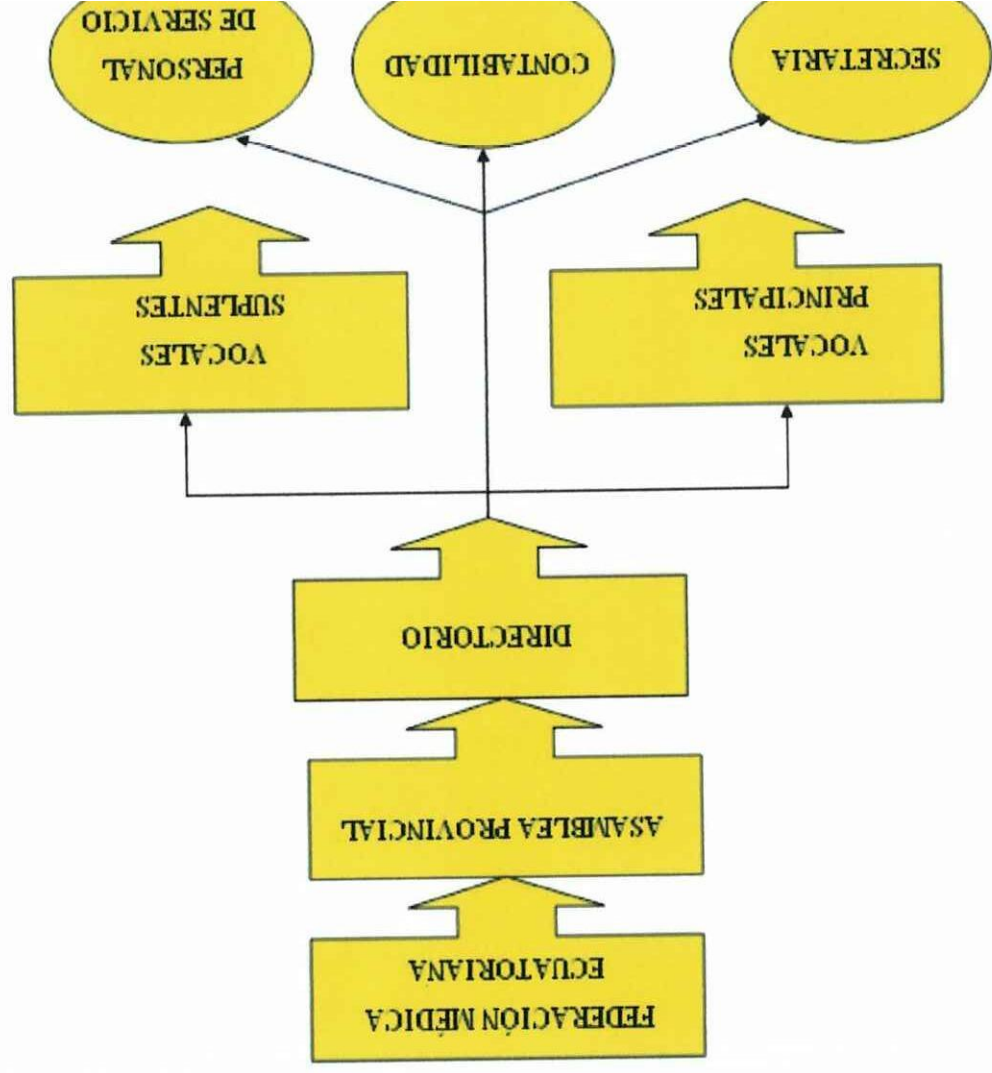 FEDERACIÓN MÉDICA
ECUATORIANA
ASAMBLEA PROVINCIAL
DIRECTORIO
VOCALES
PRINCIPALES
VOCALES
SUPLENTES
SECRETARIA
CONTABILIDAD
PERSONAL
DE SERVICIO